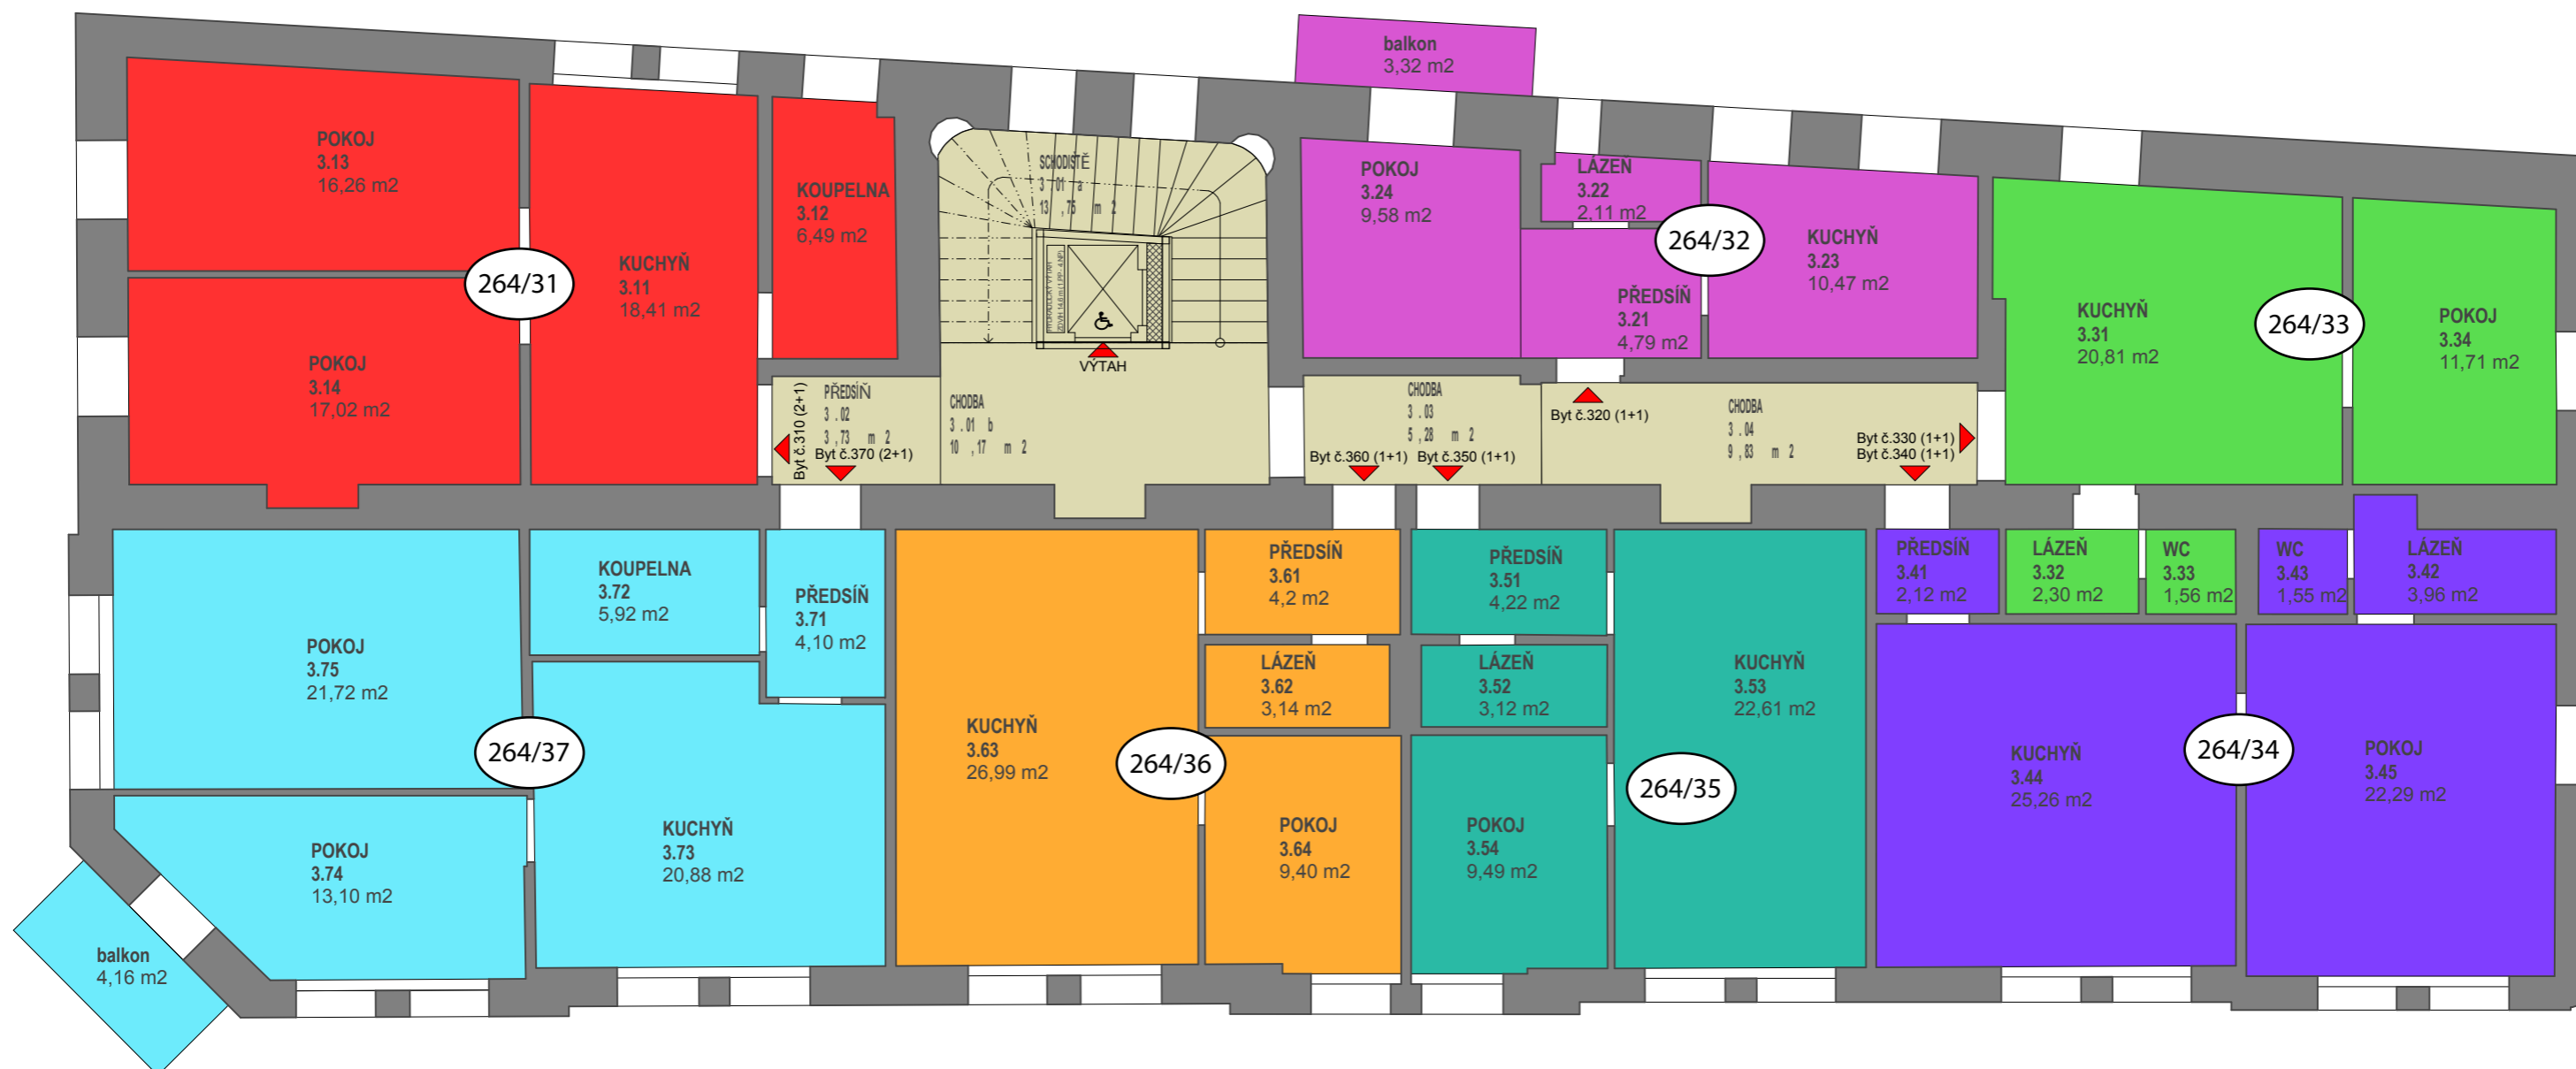 balkon
3,32 m2
POKOJ
3.13
16,26 m2
KOUPELNA
3.12
6,49 m2
SCHODIŠTĚ
3 .01 a
13 ,75 m 2
POKOJ
3.24
9,58 m2
LÁZEŇ
3.22
2,11 m2
264/32
KUCHYŇ
3.23
10,47 m2
264/31
KUCHYŇ
3.11
18,41 m2
PŘEDSÍŇ
3.21
4,79 m2
KUCHYŇ
3.31
20,81 m2
264/33
POKOJ
3.34
11,71 m2
POKOJ
3.14
17,02 m2
VÝTAH
Byt č.310 (2+1)
PŘEDSÍŇ
3 .02
3 ,73 m 2
Byt č.370 (2+1)
CHODBA
3 .01 b
10 ,17 m 2
CHODBA
3 .03
5 ,28 m 2
Byt č.360 (1+1)
Byt č.350 (1+1)
Byt č.320 (1+1)
CHODBA
3 .04
9 ,83 m 2
Byt č.330 (1+1)
Byt č.340 (1+1)
KOUPELNA
3.72
5,92 m2
PŘEDSÍŇ
3.71
4,10 m2
PŘEDSÍŇ
3.61
4,2 m2
PŘEDSÍŇ
3.51
4,22 m2
PŘEDSÍŇ
3.41
2,12 m2
LÁZEŇ
3.32
2,30 m2
WC
3.33
1,56 m2
WC
3.43
1,55 m2
LÁZEŇ
3.42
3,96 m2
POKOJ
3.75
21,72 m2
LÁZEŇ
3.62
3,14 m2
LÁZEŇ
3.52
3,12 m2
KUCHYŇ
3.53
22,61 m2
264/37
KUCHYŇ
3.63
26,99 m2
264/36
264/35
KUCHYŇ
3.44
25,26 m2
264/34
POKOJ
3.45
22,29 m2
POKOJ
3.74
13,10 m2
KUCHYŇ
3.73
20,88 m2
POKOJ
3.64
9,40 m2
POKOJ
3.54
9,49 m2
balkon
4,16 m2